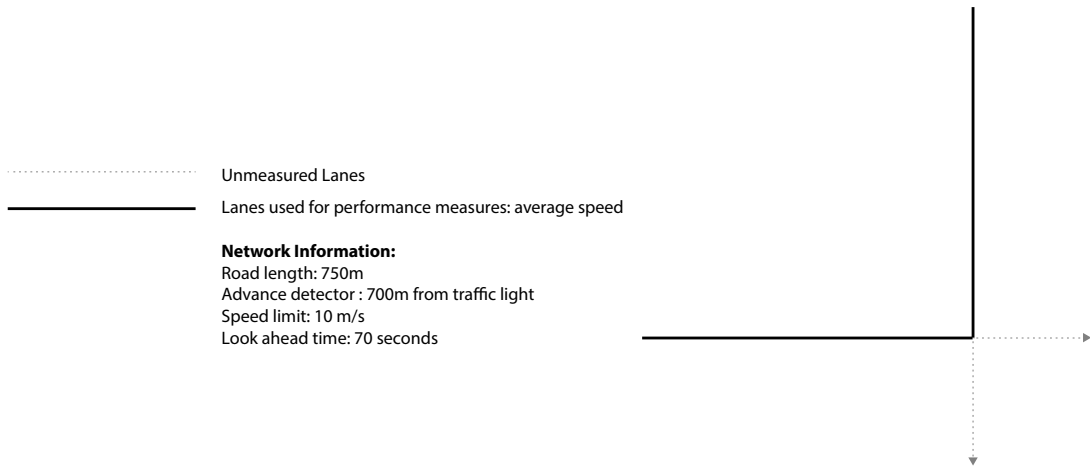 Unmeasured Lanes
Lanes used for performance measures: average speed
Network Information:
Road length: 750m
Advance detector : 700m from traffic light
Speed limit: 10 m/s
Look ahead time: 70 seconds